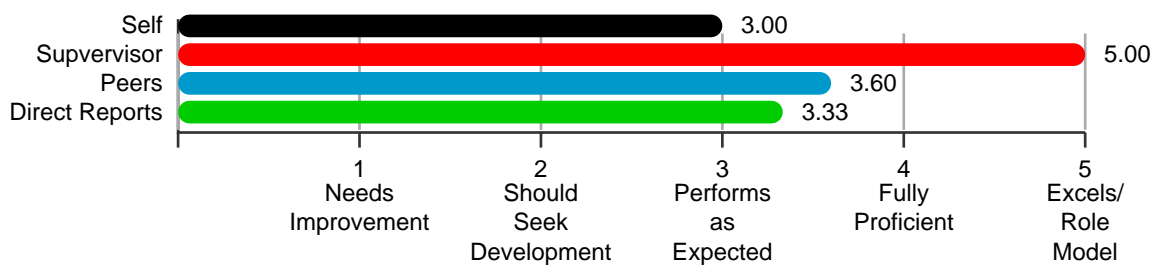 Self 3.00
Supvervisor 5.00
Peers 3.60
Direct Reports 3.33
1 2 3 4 5
Needs Should Performs Fully Excels/
Improvement Seek as Proficient Role
Development Expected Model